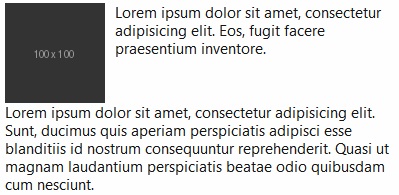 100 x 100
Lorem ipsum dolor sit amet, consectetur
adipisicing elit. Eos, fugit facere
praesentium inventore.
Lorem ipsum dolor sit amet, consectetur adipisicing elit.
Sunt, ducimus quis aperiam perspiciatis adipisci esse
blanditiis id nostrum consequuntur reprehenderit. Quasi ut
magnam laudantium perspiciatis beatae odio quibusdam
cum nesciunt.